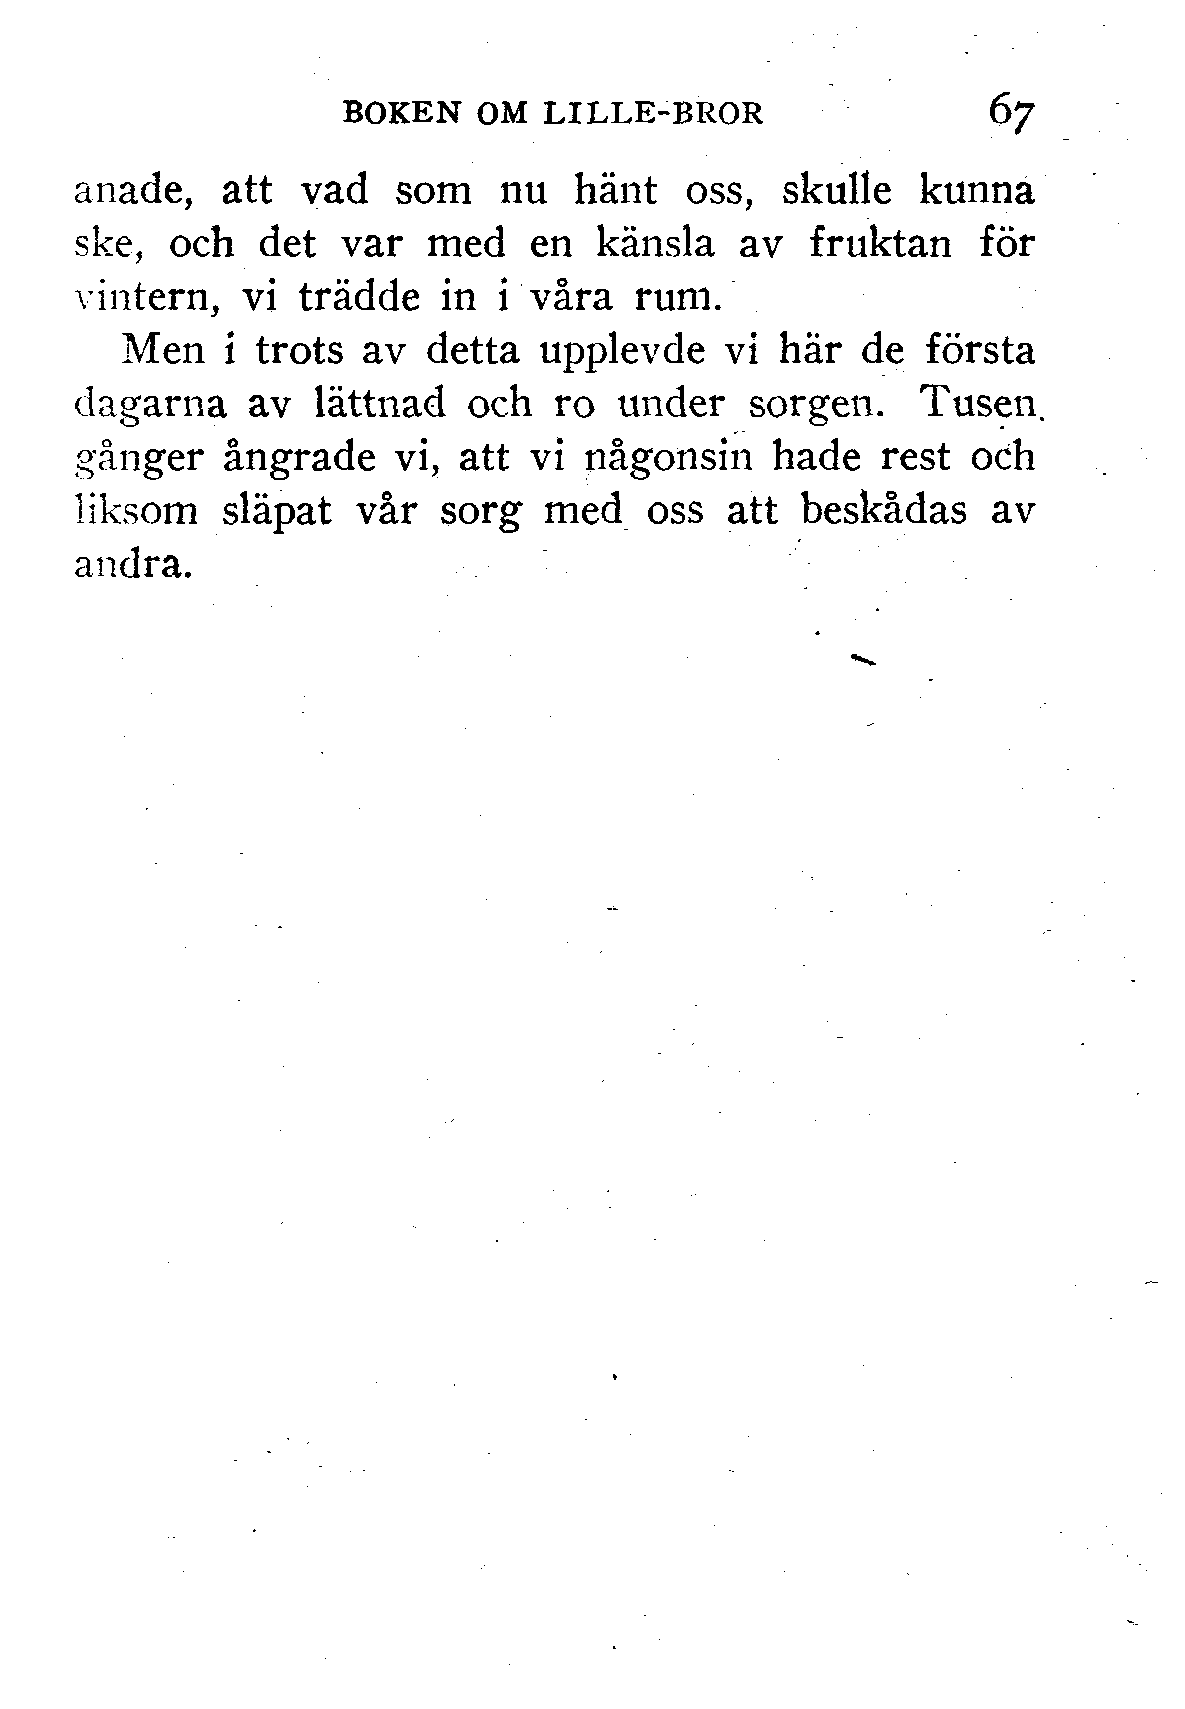 BOKEN OM LILLE-BROR 67
anade, att vad som nu hänt oss, skulle kunna
ske, och det var med en känsla av fruktan för
vintern, vi trädde in i våra rum.
Men i trots av detta upplevde vi här de första
dagarna av lättnad och ro under sorgen. Tusen
gånger ångrade vi, att vi någonsin hade rest och
liksom släpat vår sorg med oss att beskådas av
andra.